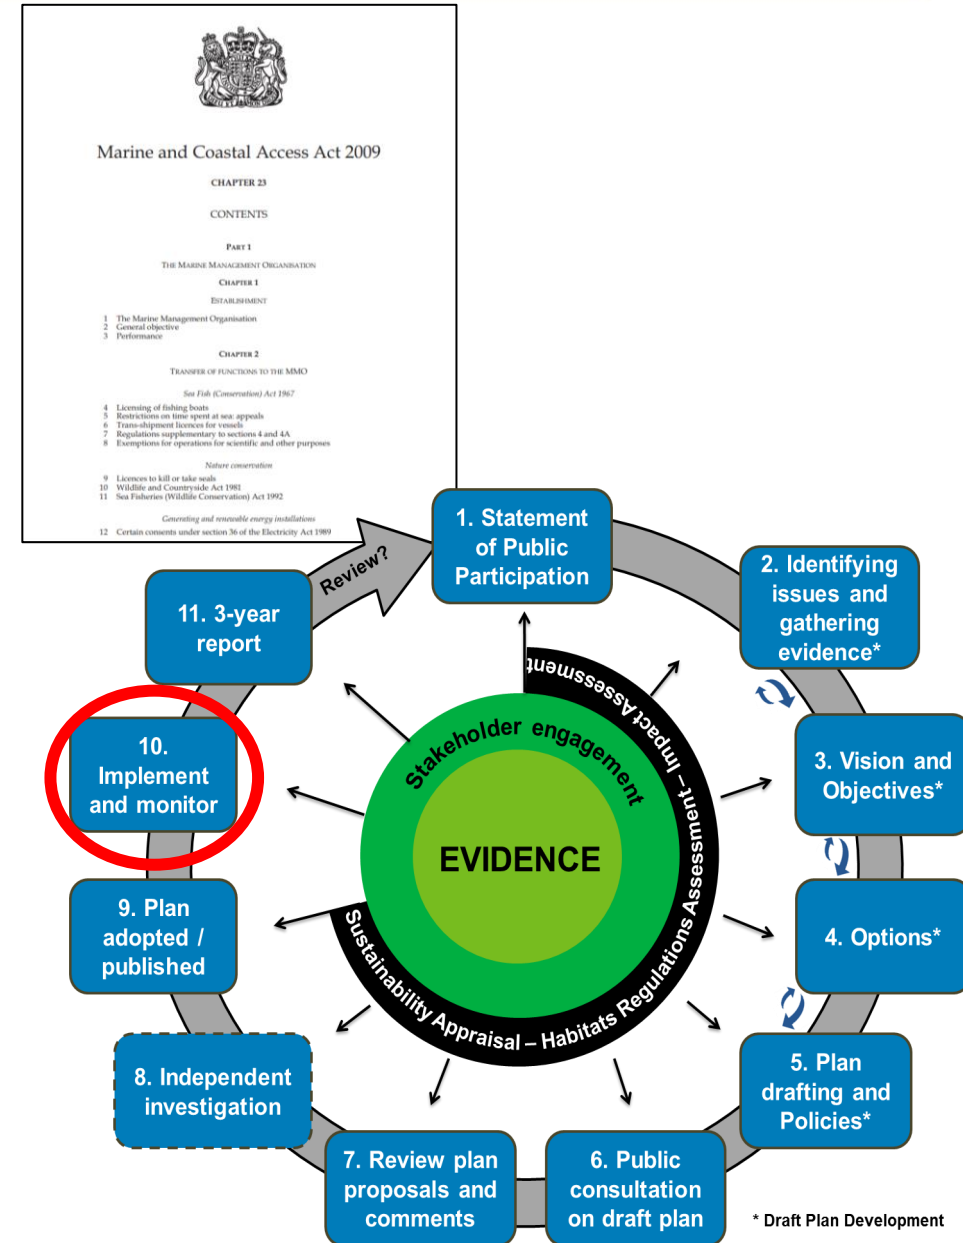 Marine and Coastal Access Act 2009
CHAPTER 23
CONTENTS
PART 1
THE MARINE MANAGEMENT ORGANISATION
CHAPTER 1
ESTABLISHMENT
1 The Marine Management Organisation
2 General objective
3 Performance
CHAPTER 2
TRANSFER OF FUNCTIONS TO THE MMO
Sea Fish (Conservation) Act 1967
4 Licensing of fishing boats
5 Restrictions on time spent at sea: appeals
6 Trans-shipment licences for vessels
7 Regulations supplementary to sections 4 and 4A
8 Exemptions for operations for scientific and other purposes
Nature conservation
9 Licences to kill or take seals
10 Wildlife and Countryside Act 1981
11 Sea Fisheries (Wildlife Conservation) Act 1992
Generating and renewable energy installations
12 Certain consents under section 36 of the Electricity Act 1989
1. Statement
of Public
Participation
2. Identifying
issues and
gathering
evidence*
3. Vision and
Objectives*
4. Options*
5. Plan
drafting and
Policies*
6. Public
consultation
on draft plan
7. Review plan
proposals and
comments
8. Independent
investigation
9. Plan
adopted /
published
10.
Implement
and monitor
11. 3-year
report
Review?
Stakeholder engagement
EVIDENCE
Sustainability Appraisal – Habitats Regulations Assessment – Impact Assessment
* Draft Plan Development